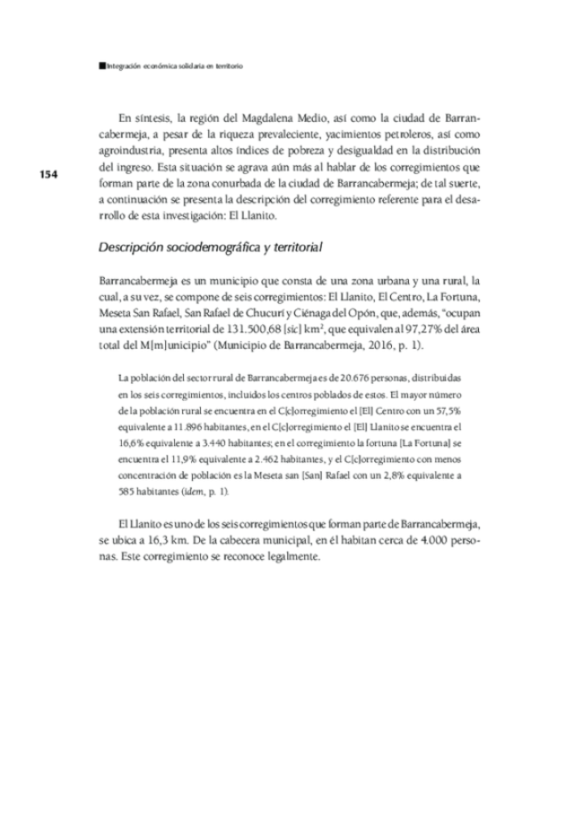 Integración económica solidaria en territorio
En síntesis, la región del Magdalena Medio, así como la ciudad de Barran-
cabermeja, a pesar de la riqueza prevaleciente, yacimientos petroleros, así como
agroindustria, presenta altos índices de pobreza y desigualdad en la distribución
del ingreso. Esta situación se agrava aún más al hablar de los corregimientos que
154
forman parte de la zona conurbada de la ciudad de Barrancabermeja; de tal suerte,
a continuación se presenta la descripción del corregimiento referente para el desa-
rrollo de esta investigación: El Llanito.
Descripción sociodemográfica y territorial
Barrancabermeja es un municipio que consta de una zona urbana y una rural, la
cual, a su vez, se compone de seis corregimientos: El Llanito, El Centro, La Fortuna,
Meseta San Rafael, San Rafael de Chucurí y Ciénaga del Opón, que, además, “ocupan
una extensión territorial de 131.500,68 [sic] km², que equivalen al 97,27% del área
total del M[m]unicipio” (Municipio de Barrancabermeja, 2016, p. 1).
La población del sector rural de Barrancabermeja es de 20.676 personas, distribuidas
en los seis corregimientos, incluidos los centros poblados de estos. El mayor número
de la población rural se encuentra en el C[c]orregimiento el [El] Centro con un 57,5%
equivalente a 11.896 habitantes, en el C[c]orregimiento el [El] Llanito se encuentra el
16,6% equivalente a 3.440 habitantes; en el corregimiento la fortuna [La Fortuna] se
encuentra el 11,9% equivalente a 2.462 habitantes, y el C[c]orregimiento con menos
concentración de población es la Meseta san [San] Rafael con un 2,8% equivalente a
585 habitantes (idem, p. 1).
El Llanito es uno de los seis corregimientos que forman parte de Barrancabermeja,
se ubica a 16,3 km. De la cabecera municipal, en él habitan cerca de 4.000 perso-
nas. Este corregimiento se reconoce legalmente.